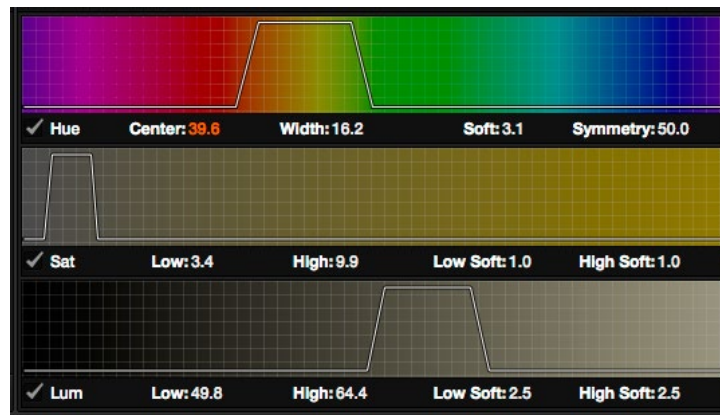 Hue Center: 39.6 Width: 16.2 Soft: 3.1 Symmetry: 50.0
Sat Low: 3.4 High: 9.9 Low Soft: 1.0 High Soft: 1.0
Lum Low: 49.8 High: 64.4 Low Soft: 2.5 High Soft: 2.5